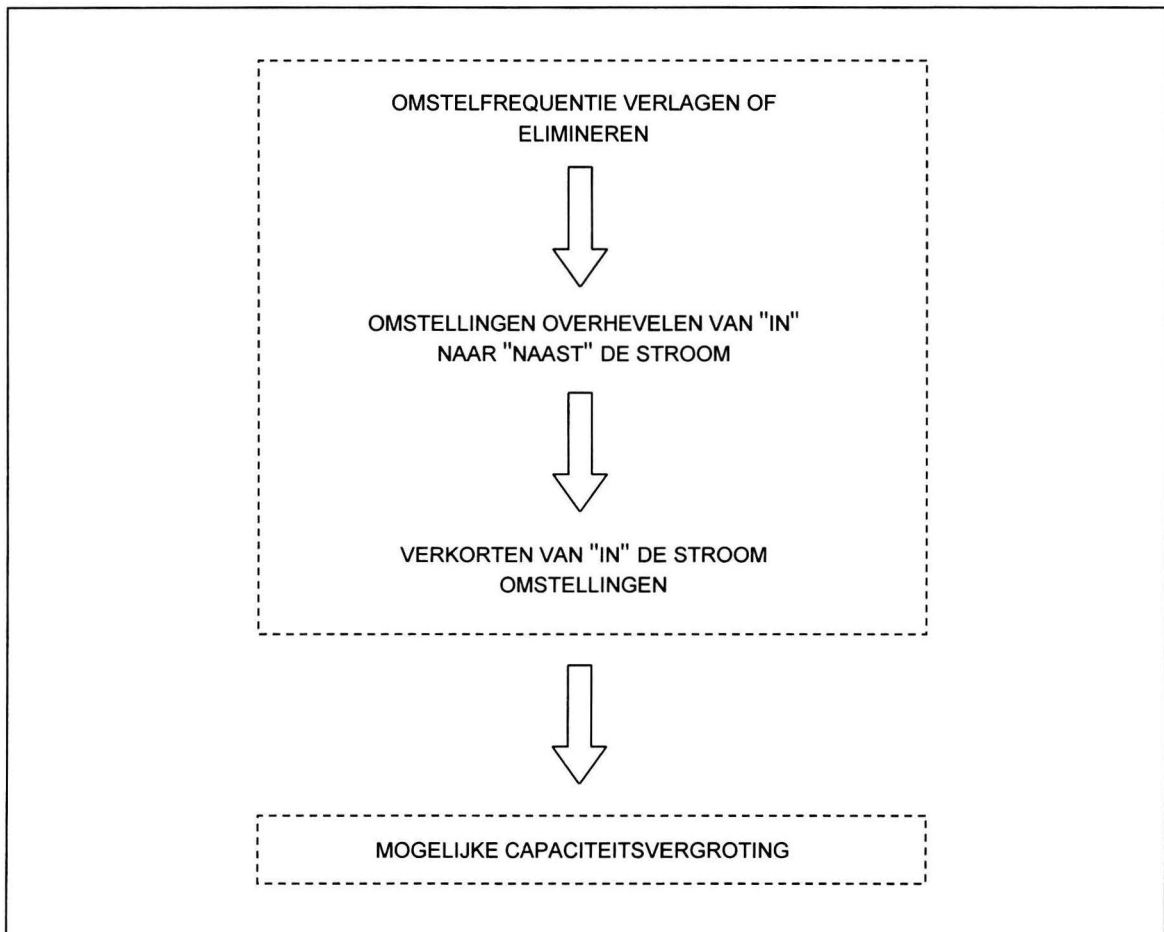 OMSTELFREQUENTIE VERLAGEN OF
ELIMINEREN
OMSTELLINGEN OVERHEVELEN VAN "IN"
NAAR "NAAST" DE STROOM
VERKORTEN VAN "IN" DE STROOM
OMSTELLINGEN
MOGELIJKE CAPACITEITSVERGROTING